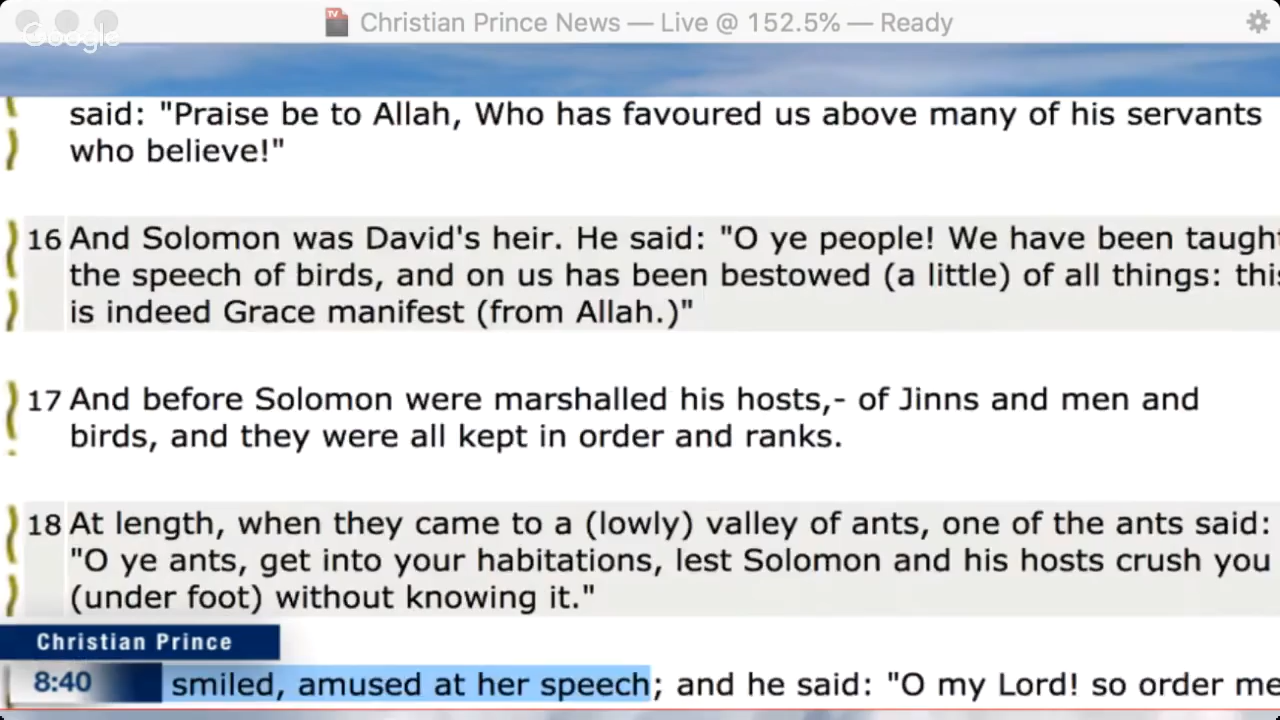 Christian Prince News — Live @ 152.5% — Ready
Google
said: "Praise be to Allah, Who has favoured us above many of his servants
who believe!"
16 And Solomon was David's heir. He said: "O ye people! We have been taught
the speech of birds, and on us has been bestowed (a little) of all things: this
is indeed Grace manifest (from Allah.)"
17 And before Solomon were marshalled his hosts,- of Jinns and men and
birds, and they were all kept in order and ranks.
18 At length, when they came to a (lowly) valley of ants, one of the ants said:
"O ye ants, get into your habitations, lest Solomon and his hosts crush you
(under foot) without knowing it."
Christian Prince
8:40
smiled, amused at her speech; and he said: "O my Lord! so order me